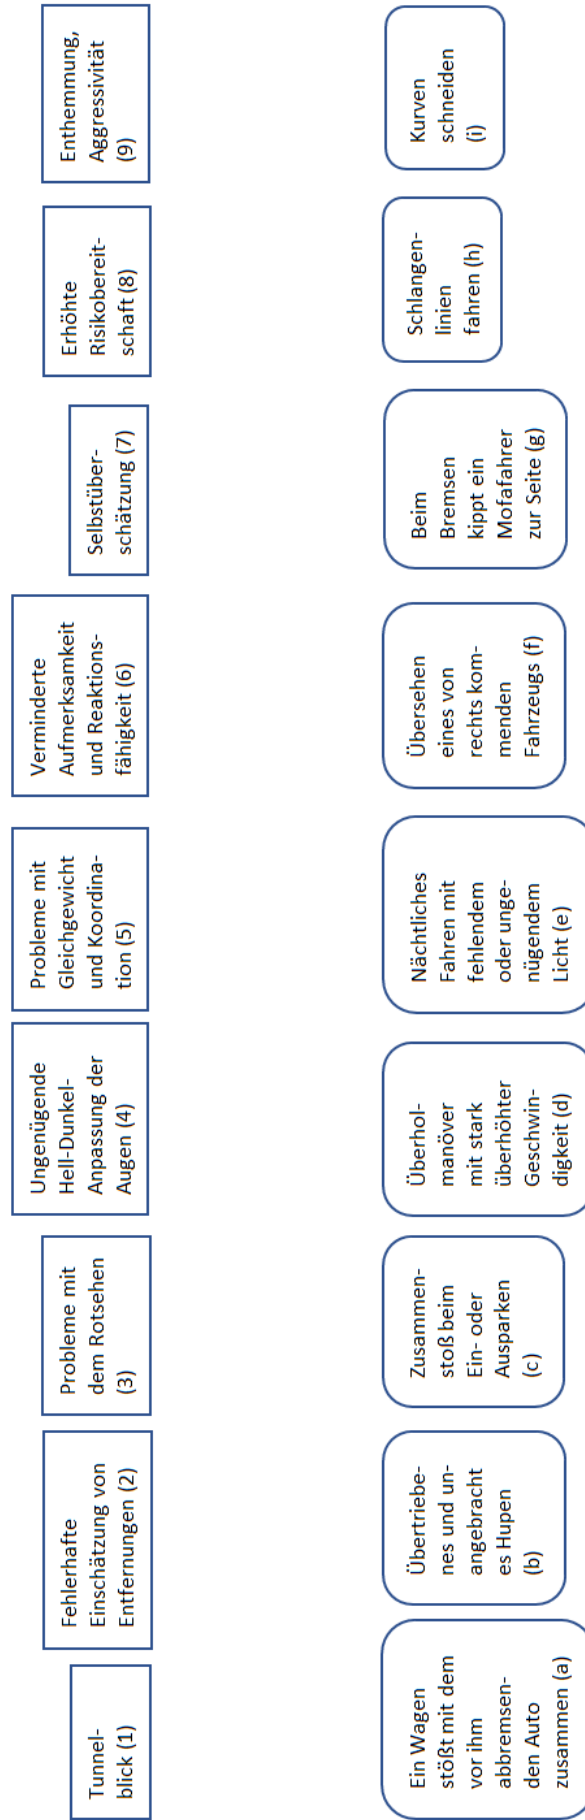 Tunnel-
blick (1)
Fehlerhafte
Einschätzung von
Entfernungen (2)
Probleme mit
dem Rotsehen
(3)
Ungenügende
Hell-Dunkel-
Anpassung der
Augen (4)
Probleme mit
Gleichgewicht
und Koordina-
tion (5)
Verminderte
Aufmerksamkeit
und Reaktions-
fähigkeit (6)
Selbstüber-
schätzung (7)
Erhöhte
Risikobereit-
schaft (8)
Enthemmung,
Aggressivität
(9)
Ein Wagen
stößt mit dem
vor ihm
abbremsen-
den Auto
zusammen (a)
Übertriebe-
nes und un-
angebracht
es Hupen
(b)
Zusammen-
stoß beim
Ein- oder
Ausparken
(c)
Überhol-
manöver
mit stark
überhöhter
Geschwin-
digkeit (d)
Nächtliches
Fahren mit
fehlendem
oder unge-
nügendem
Licht (e)
Übersehen
eines von
rechts kom-
menden
Fahrzeugs (f)
Beim
Bremsen
kippt ein
Mofafahrer
zur Seite (g)
Schlangen-
linien
fahren (h)
Kurven
schneiden
(i)